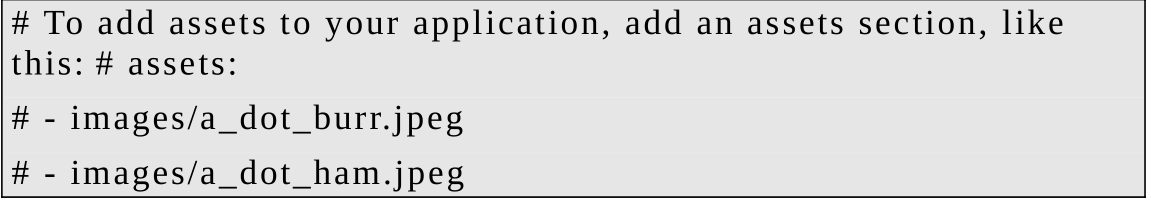 # To add assets to your application, add an assets section, like
this: # assets:
# - images/a_dot_burr.jpeg
# - images/a_dot_ham.jpeg